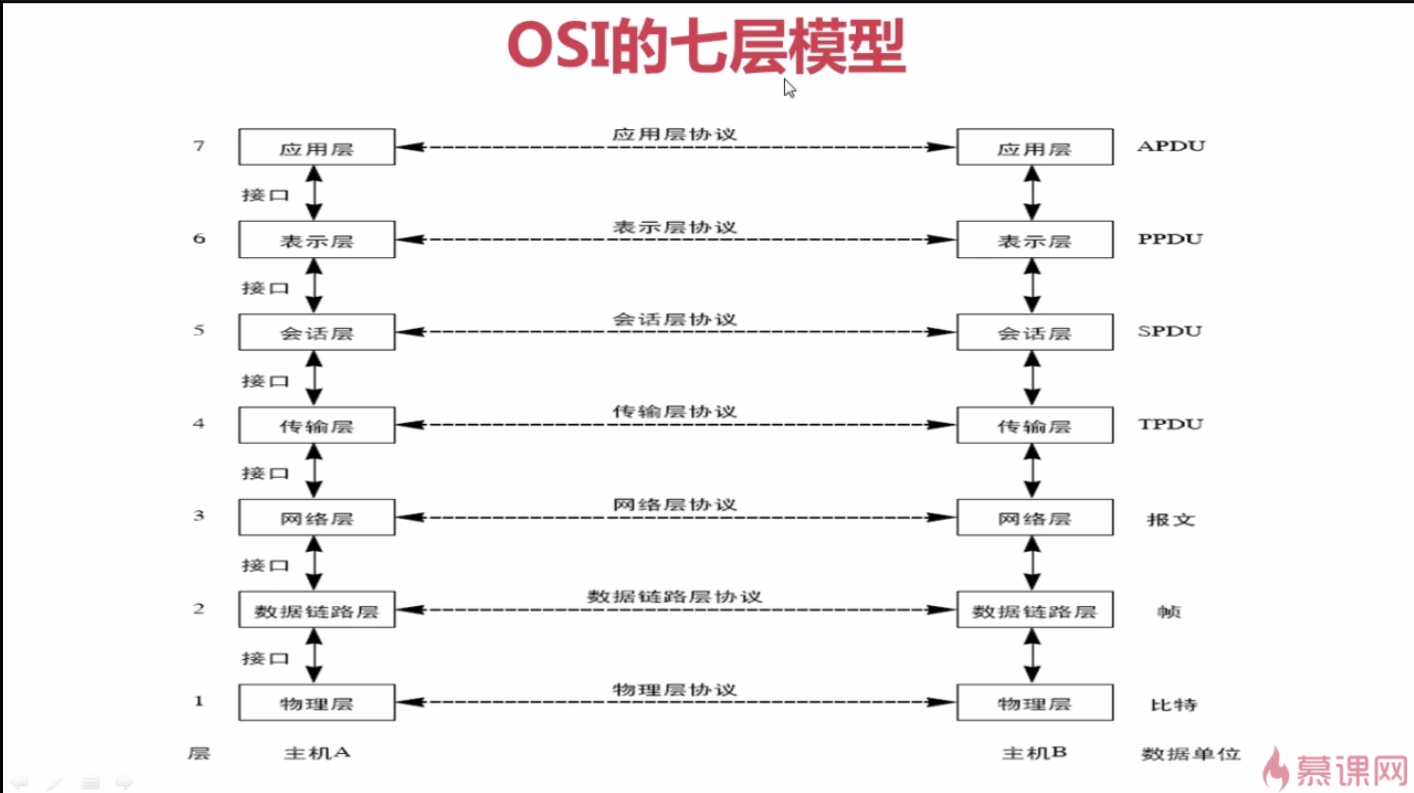 OSI的七层模型
7 应用层 应用层协议 应用层 APDU
接口
6 表示层 表示层协议 表示层 PPDU
接口
5 会话层 会话层协议 会话层 SPDU
接口
4 传输层 传输层协议 传输层 TPDU
接口
3 网络层 网络层协议 网络层 报文
接口
2 数据链路层 数据链路层协议 数据链路层 帧
接口
1 物理层 物理层协议 物理层 比特
层 主机A 主机B 数据单位
慕课网